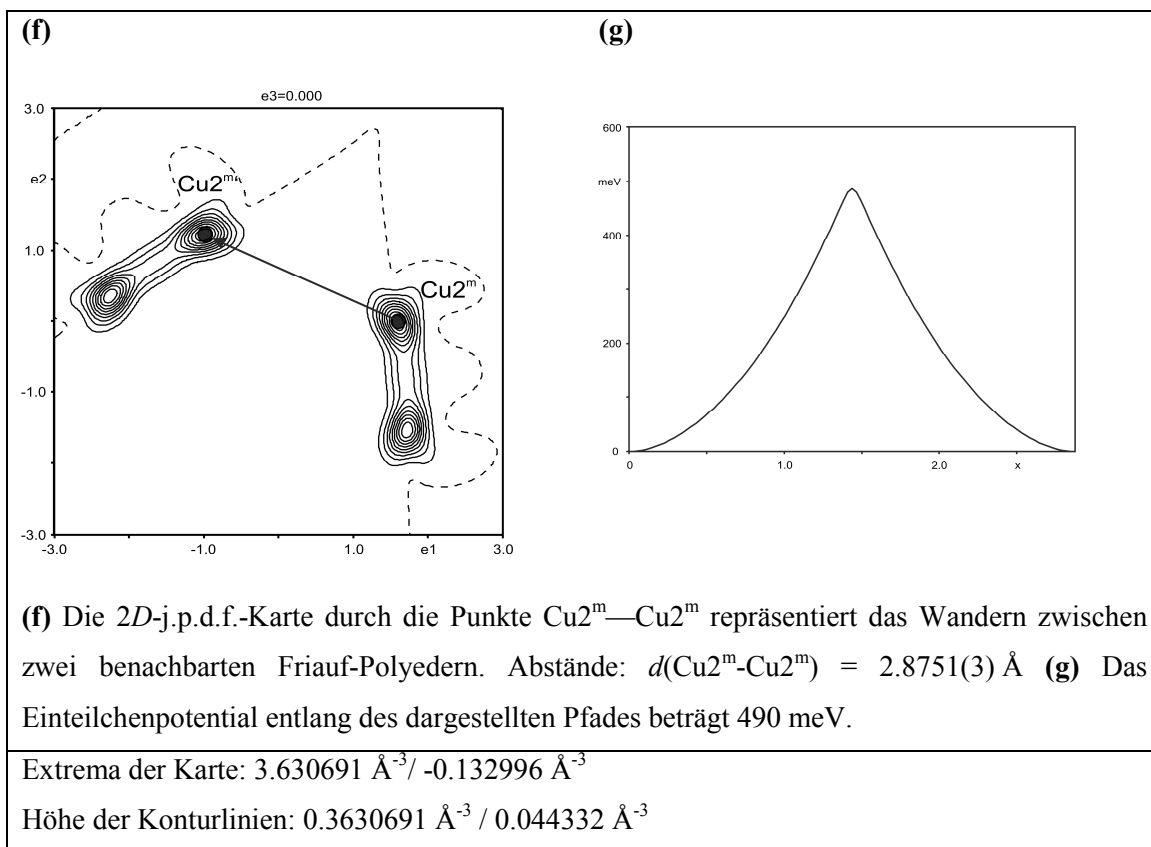 (f)
(g)
e3=0.000
3.0
e2
1.0
-1.0
-3.0
-3.0
-1.0
1.0
e1
3.0
Cu2ᵐ'
Cu2ᵐ
600
meV
400
200
0
0
1.0
2.0
x
(f) Die 2D-j.p.d.f.-Karte durch die Punkte Cu2ᵐ—Cu2ᵐ repräsentiert das Wandern zwischen
zwei benachbarten Friauf-Polyedern. Abstände: d(Cu2ᵐ-Cu2ᵐ) = 2.8751(3) Å (g) Das
Einteilchenpotential entlang des dargestellten Pfades beträgt 490 meV.
Extrema der Karte: 3.630691 Å⁻³/ -0.132996 Å⁻³
Höhe der Konturlinien: 0.3630691 Å⁻³ / 0.044332 Å⁻³